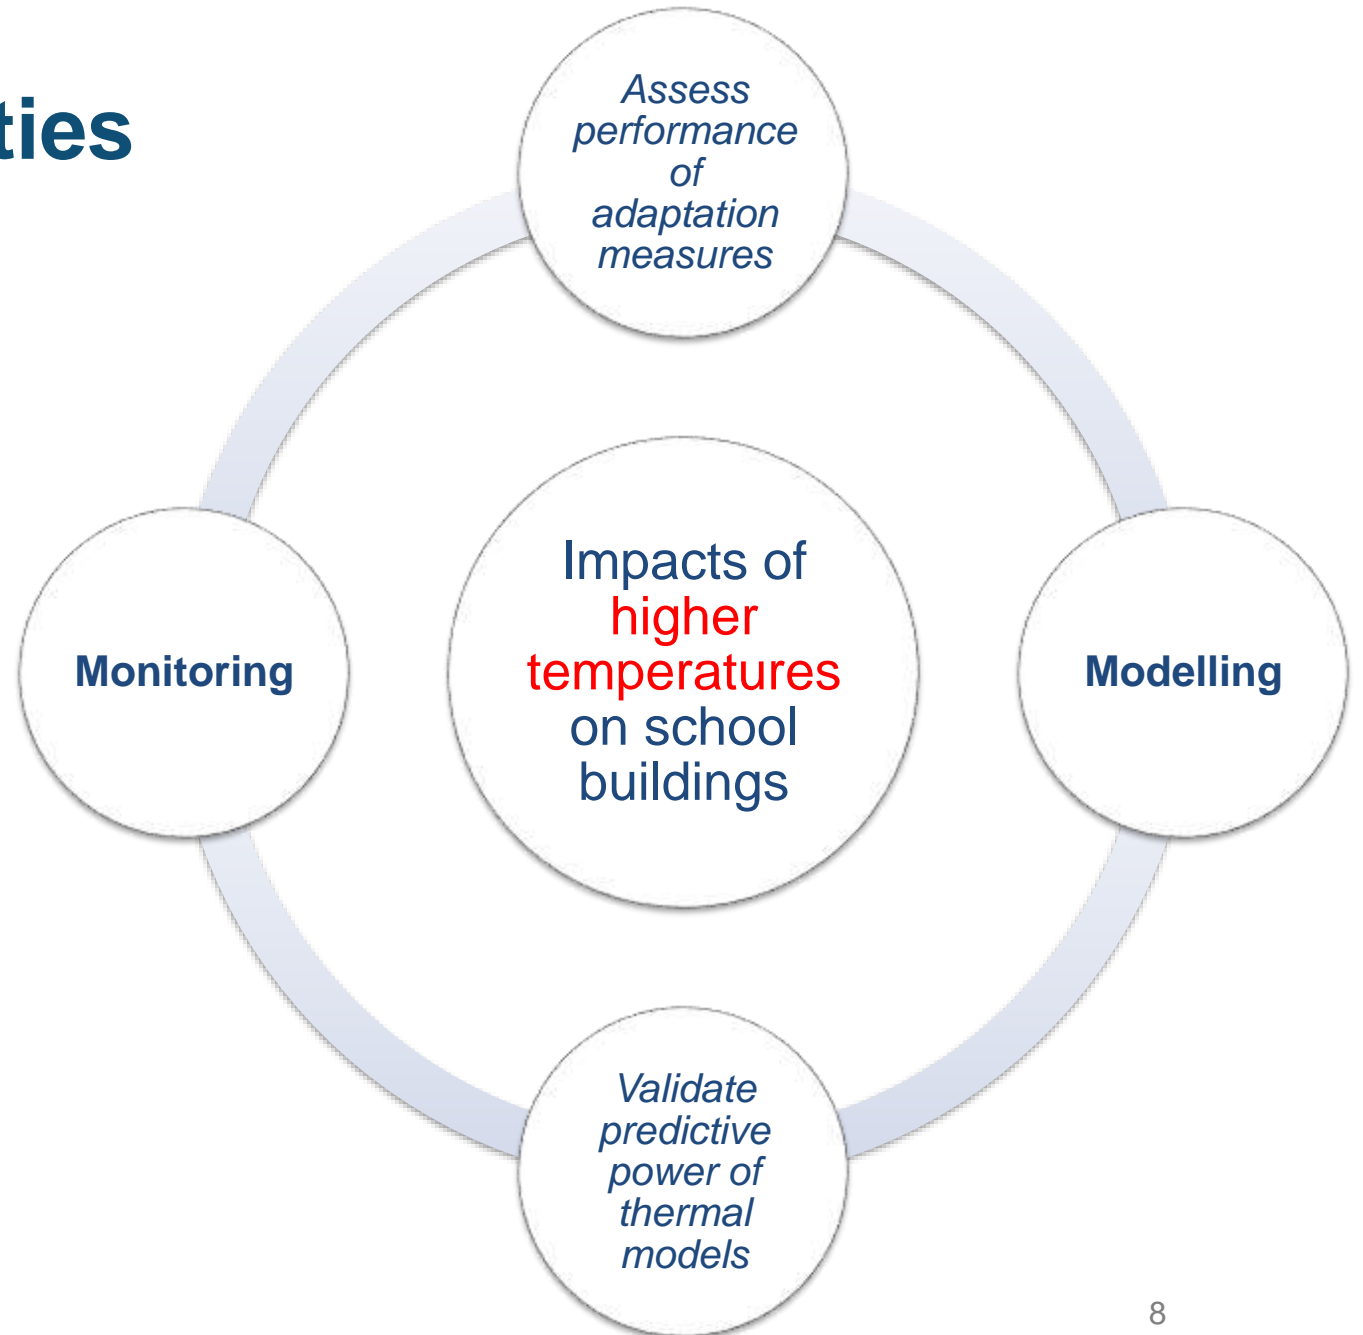 ties
Assess
performance
of
adaptation
measures
Monitoring
Impacts of
higher
temperatures
on school
buildings
Modelling
Validate
predictive
power of
thermal
models
8